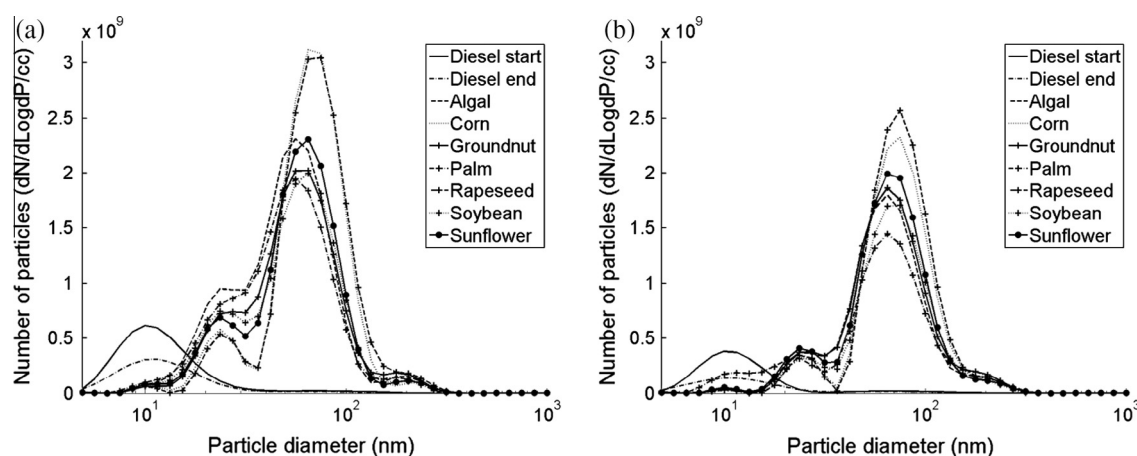 (a)
x 10^9
Number of particles (dN/dLogdP/cc)
3
2.5
2
1.5
1
0.5
0
10^1
10^2
10^3
Particle diameter (nm)
Diesel start
Diesel end
Algal
Corn
Groundnut
Palm
Rapeseed
Soybean
Sunflower
(b)
x 10^9
Number of particles (dN/dLogdP/cc)
3
2.5
2
1.5
1
0.5
0
10^1
10^2
10^3
Particle diameter (nm)
Diesel start
Diesel end
Algal
Corn
Groundnut
Palm
Rapeseed
Soybean
Sunflower